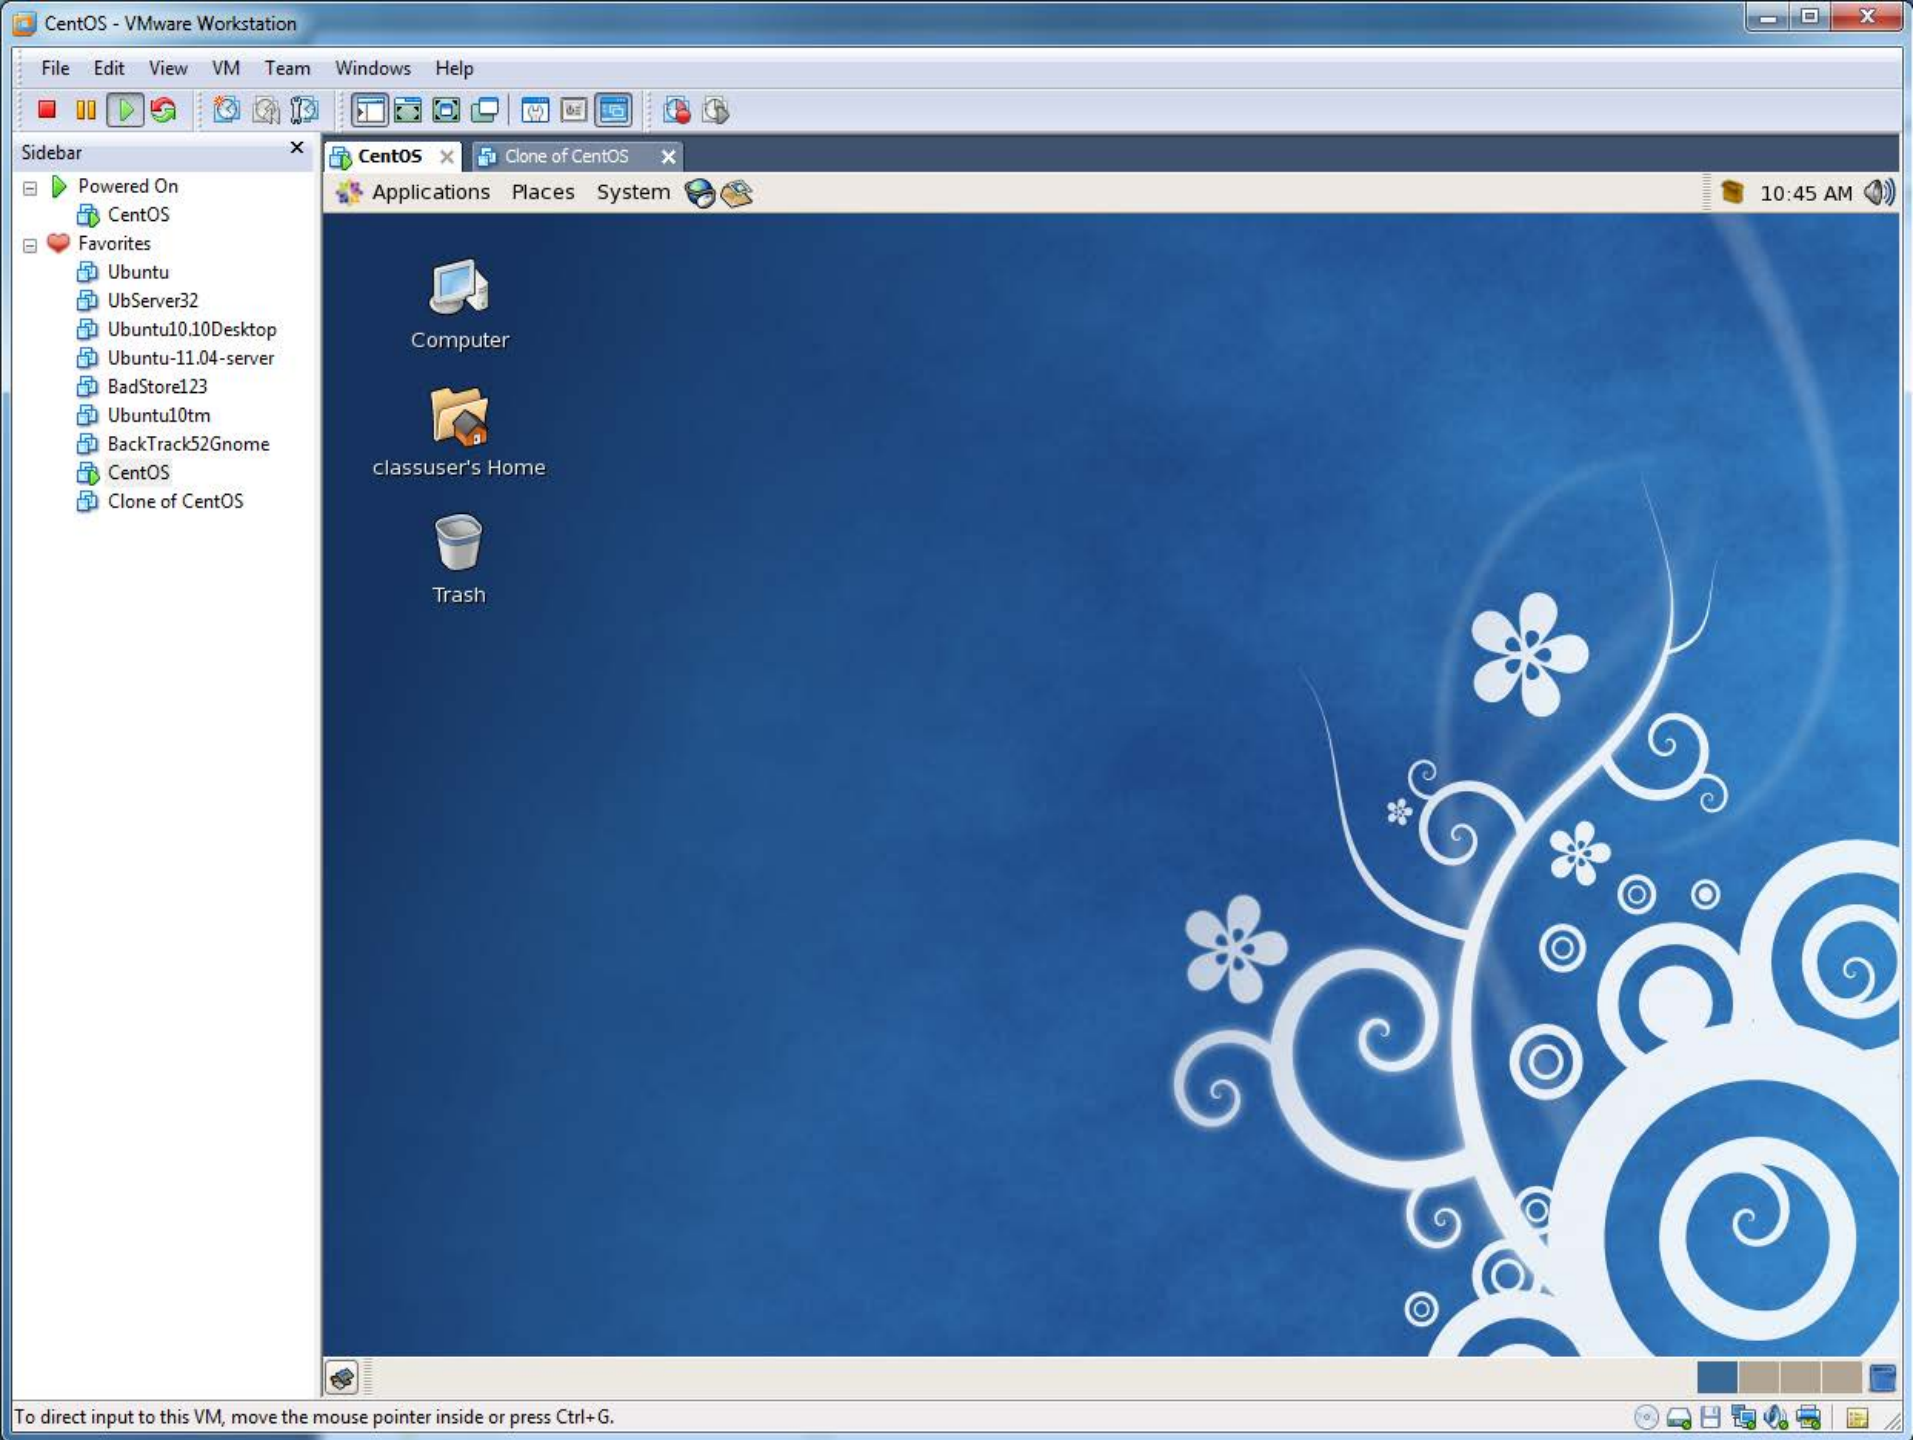 CentOS - VMware Workstation
File Edit View VM Team Windows Help
Sidebar
Powered On
CentOS
Favorites
Ubuntu
UbServer32
Ubuntu10.10Desktop
Ubuntu-11.04-server
BadStore123
Ubuntu10tm
BackTrack52Gnome
CentOS
Clone of CentOS
CentOS Clone of CentOS
Applications Places System 10:45 AM
Computer
classuser's Home
Trash
To direct input to this VM, move the mouse pointer inside or press Ctrl+G.